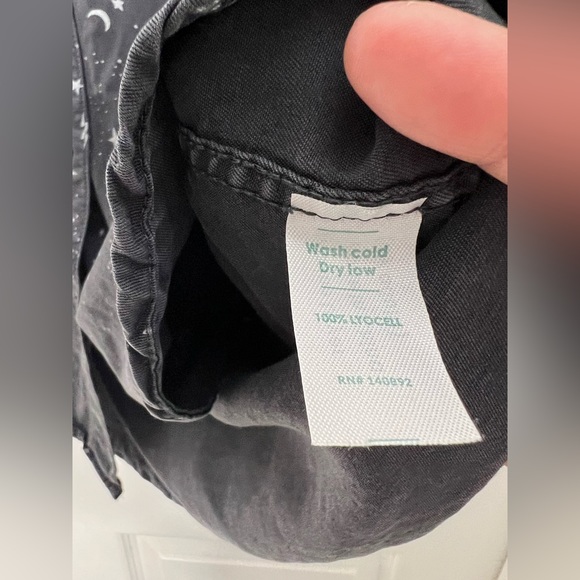 Wash cold
Dry low
100% LYOCELL
RN# 140892